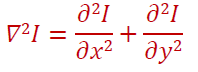 ∇²I = ∂²I/∂x² + ∂²I/∂y²